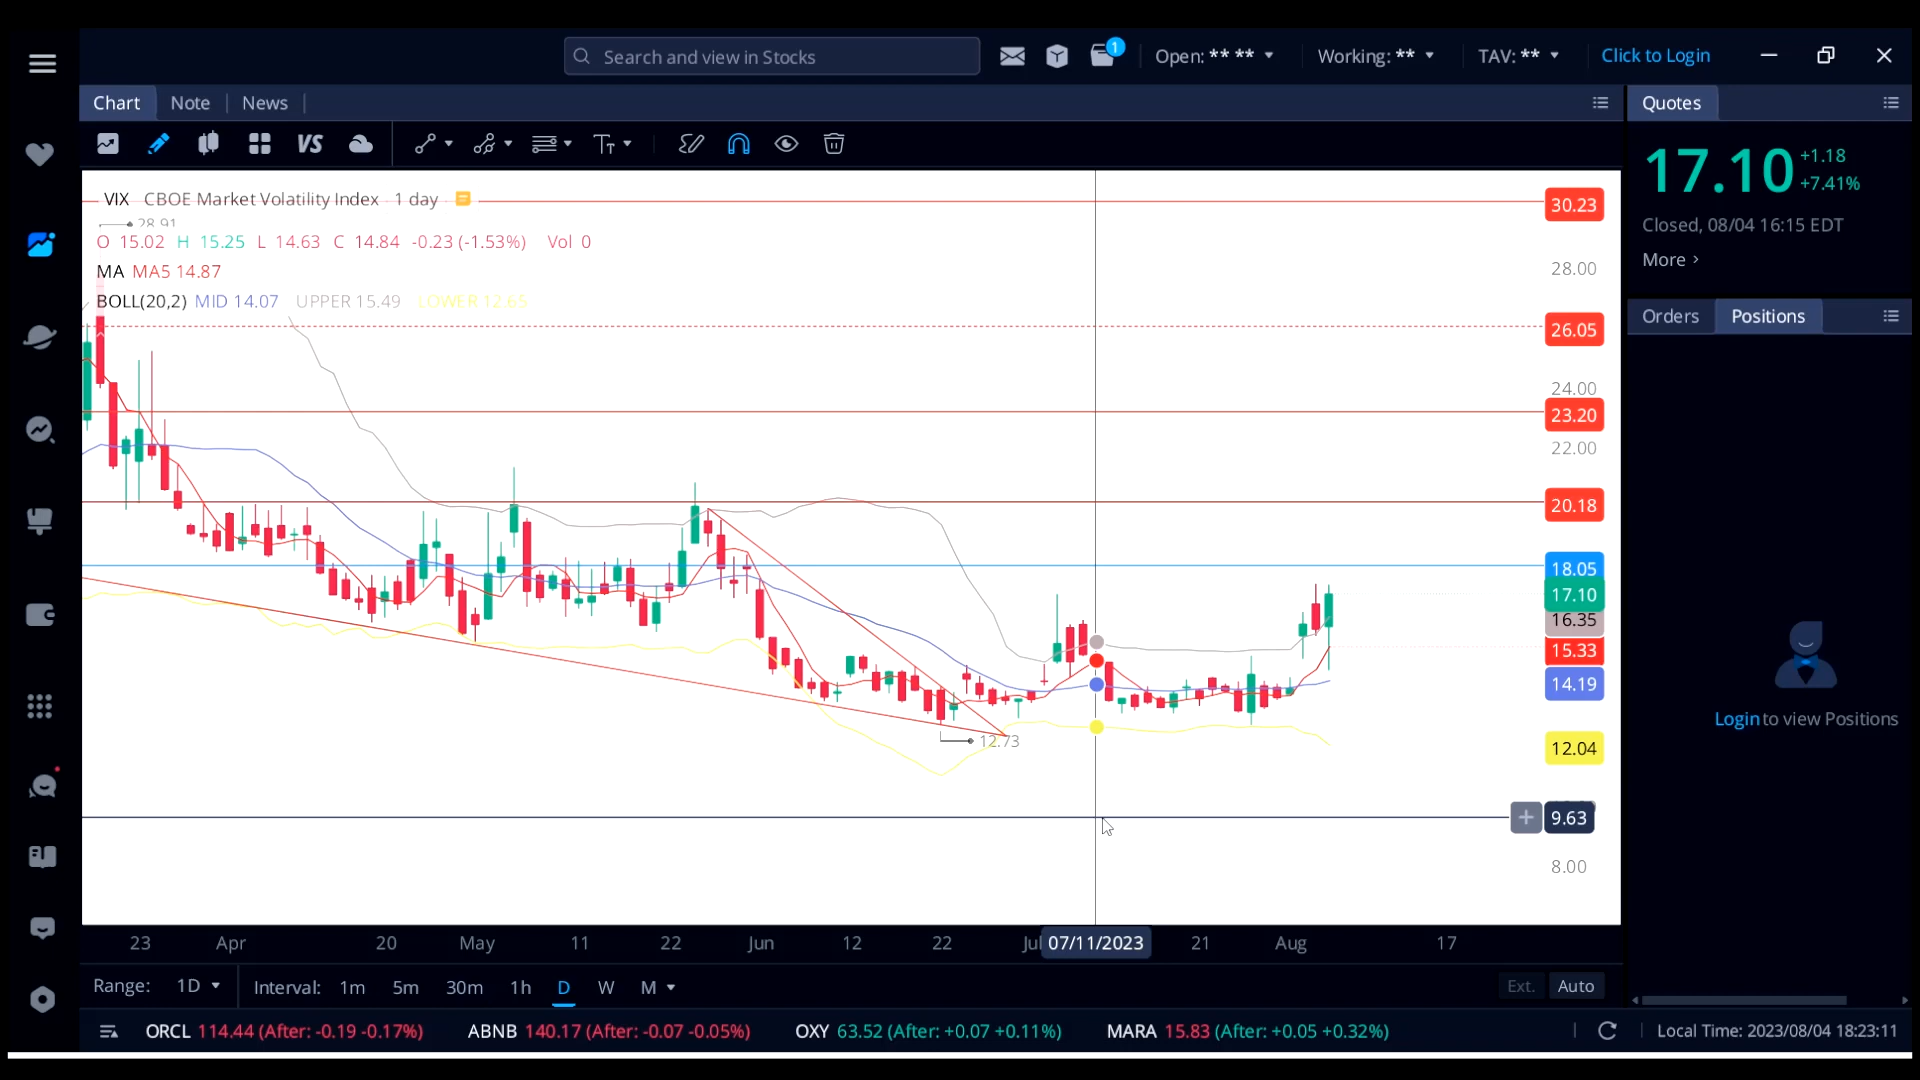 Search and view in Stocks
1
Open: ** **
Working: **
TAV: **
Click to Login
Chart
Note
News
Quotes
VS
17.10
+1.18
+7.41%
Closed, 08/04 16:15 EDT
More
Orders
Positions
Login to view Positions
VIX CBOE Market Volatility Index · 1 day
28.91
O 15.02 H 15.25 L 14.63 C 14.84 -0.23 (-1.53%) Vol 0
MA MA5 14.87
BOLL(20,2) MID 14.07 UPPER 15.49 LOWER 12.65
12.73
30.23
28.00
26.05
24.00
23.20
22.00
20.18
18.05
17.10
16.35
15.33
14.19
12.04
9.63
8.00
23 Apr 20 May 11 22 Jun 12 22 Jul 07/11/2023 21 Aug 17
Range: 1D Interval: 1m 5m 30m 1h D W M Ext. Auto
ORCL 114.44 (After: -0.19 -0.17%) ABNB 140.17 (After: -0.07 -0.05%) OXY 63.52 (After: +0.07 +0.11%) MARA 15.83 (After: +0.05 +0.32%) Local Time: 2023/08/04 18:23:11